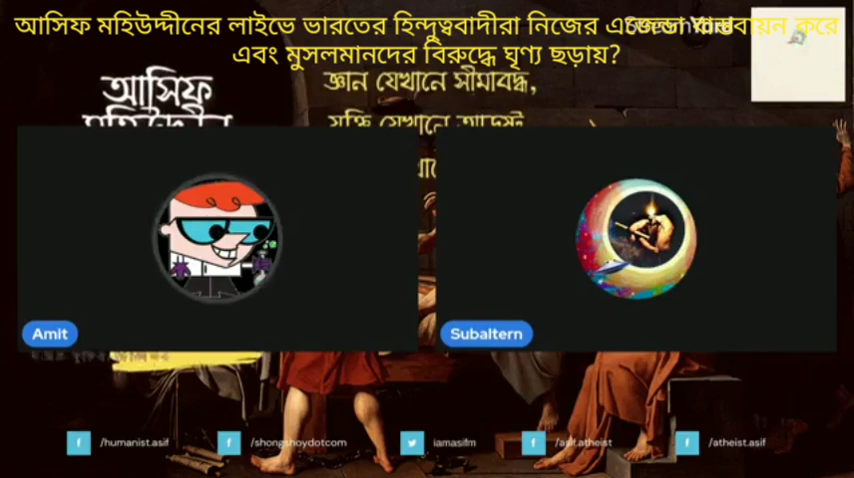 আসিফ মহিউদ্দীনের লাইভে ভারতের হিন্দুত্ববাদীরা নিজের এজেন্ডা বাস্তবায়ন করে
এবং মুসলমানদের বিরুদ্ধে ঘৃণ্য ছড়ায়?
আসিফ
জ্ঞান যেখানে সীমাবদ্ধ,
যেখানে
Amit
Subaltern
/humanist.asif
/shongshoydotcom
iamasifm
/asif.atheist
/atheist.asif